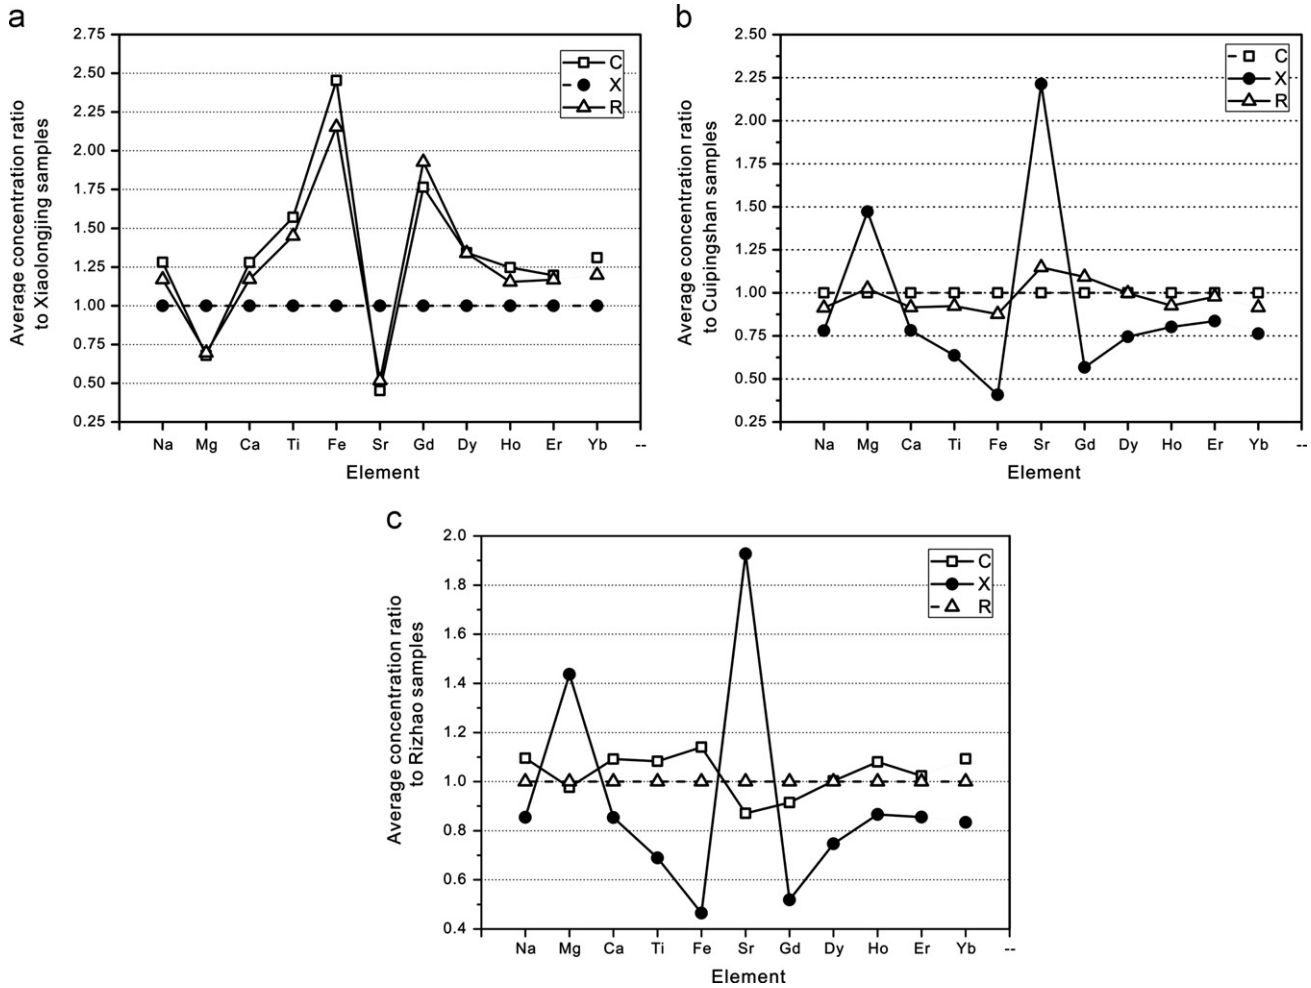 a
Average concentration ratio
to Xiaolongjing samples
2.75
2.50
2.25
2.00
1.75
1.50
1.25
1.00
0.75
0.50
0.25
C
X
R
Na Mg Ca Ti Fe Sr Gd Dy Ho Er Yb --
Element
b
Average concentration ratio
to Cuipingshan samples
2.50
2.25
2.00
1.75
1.50
1.25
1.00
0.75
0.50
0.25
C
X
R
Na Mg Ca Ti Fe Sr Gd Dy Ho Er Yb --
Element
c
Average concentration ratio
to Rizhao samples
2.0
1.8
1.6
1.4
1.2
1.0
0.8
0.6
0.4
C
X
R
Na Mg Ca Ti Fe Sr Gd Dy Ho Er Yb --
Element